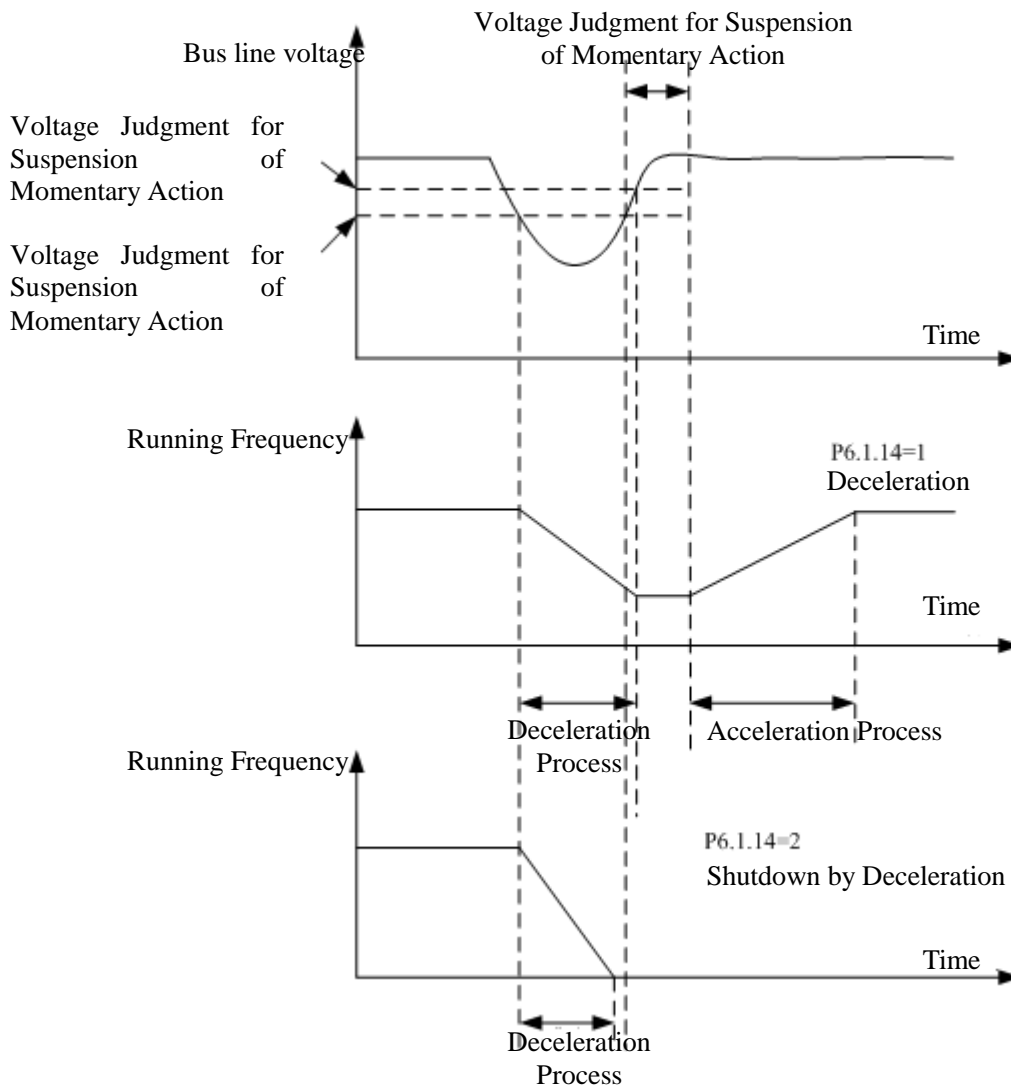 Voltage Judgment for Suspension
of Momentary Action
Bus line voltage
Voltage Judgment for
Suspension of
Momentary Action
Voltage Judgment for
Suspension of
Momentary Action
Time
Running Frequency
P6.1.14=1
Deceleration
Time
Deceleration
Process
Acceleration Process
Running Frequency
P6.1.14=2
Shutdown by Deceleration
Time
Deceleration
Process